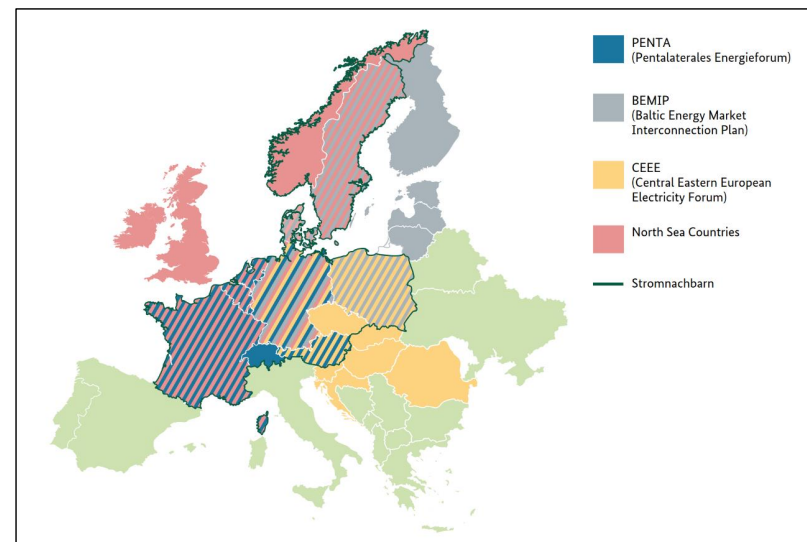 PENTA
(Pentalaterales Energieforum)
BEMIP
(Baltic Energy Market
Interconnection Plan)
CEEE
(Central Eastern European
Electricity Forum)
North Sea Countries
Stromnachbarn